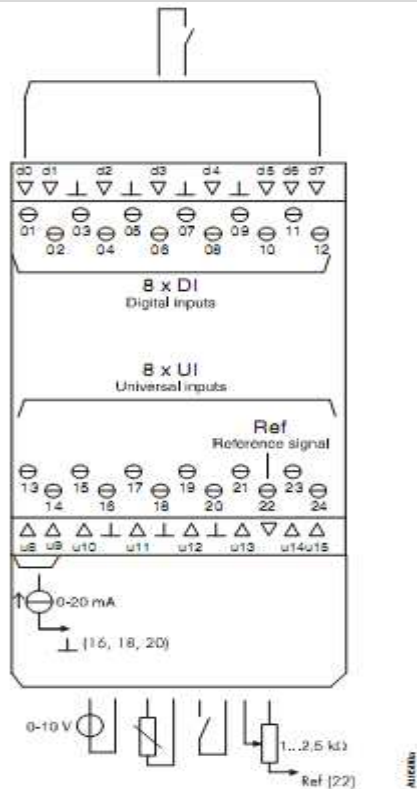 d0 d1 d2 d3 d4 d5 d6 d7
01 03 05 07 09 11
02 04 06 08 10 12
8 x DI
Digital inputs
8 x UI
Universal inputs
Ref
Reference signal
13 15 17 19 21 23
14 16 18 20 22 24
u8 u9 u10 u11 u12 u13 u14 u15
0-20 mA
(16, 18, 20)
0-10 V
1...2,5 kΩ
Ref (22)